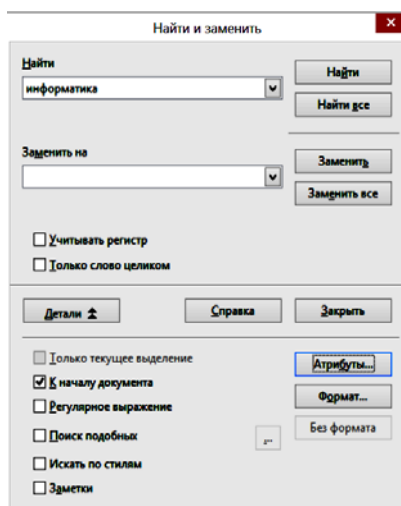 Найти и заменить
Найти
информатика
Найти
Найти все
Заменить на
Заменить
Заменить все
Учитывать регистр
Только слово целиком
Детали
Справка
Закрыть
Только текущее выделение
Атрибуты...
К началу документа
Формат...
Регулярное выражение
Без формата
Поиск подобных
...
Искать по стилям
Заметки